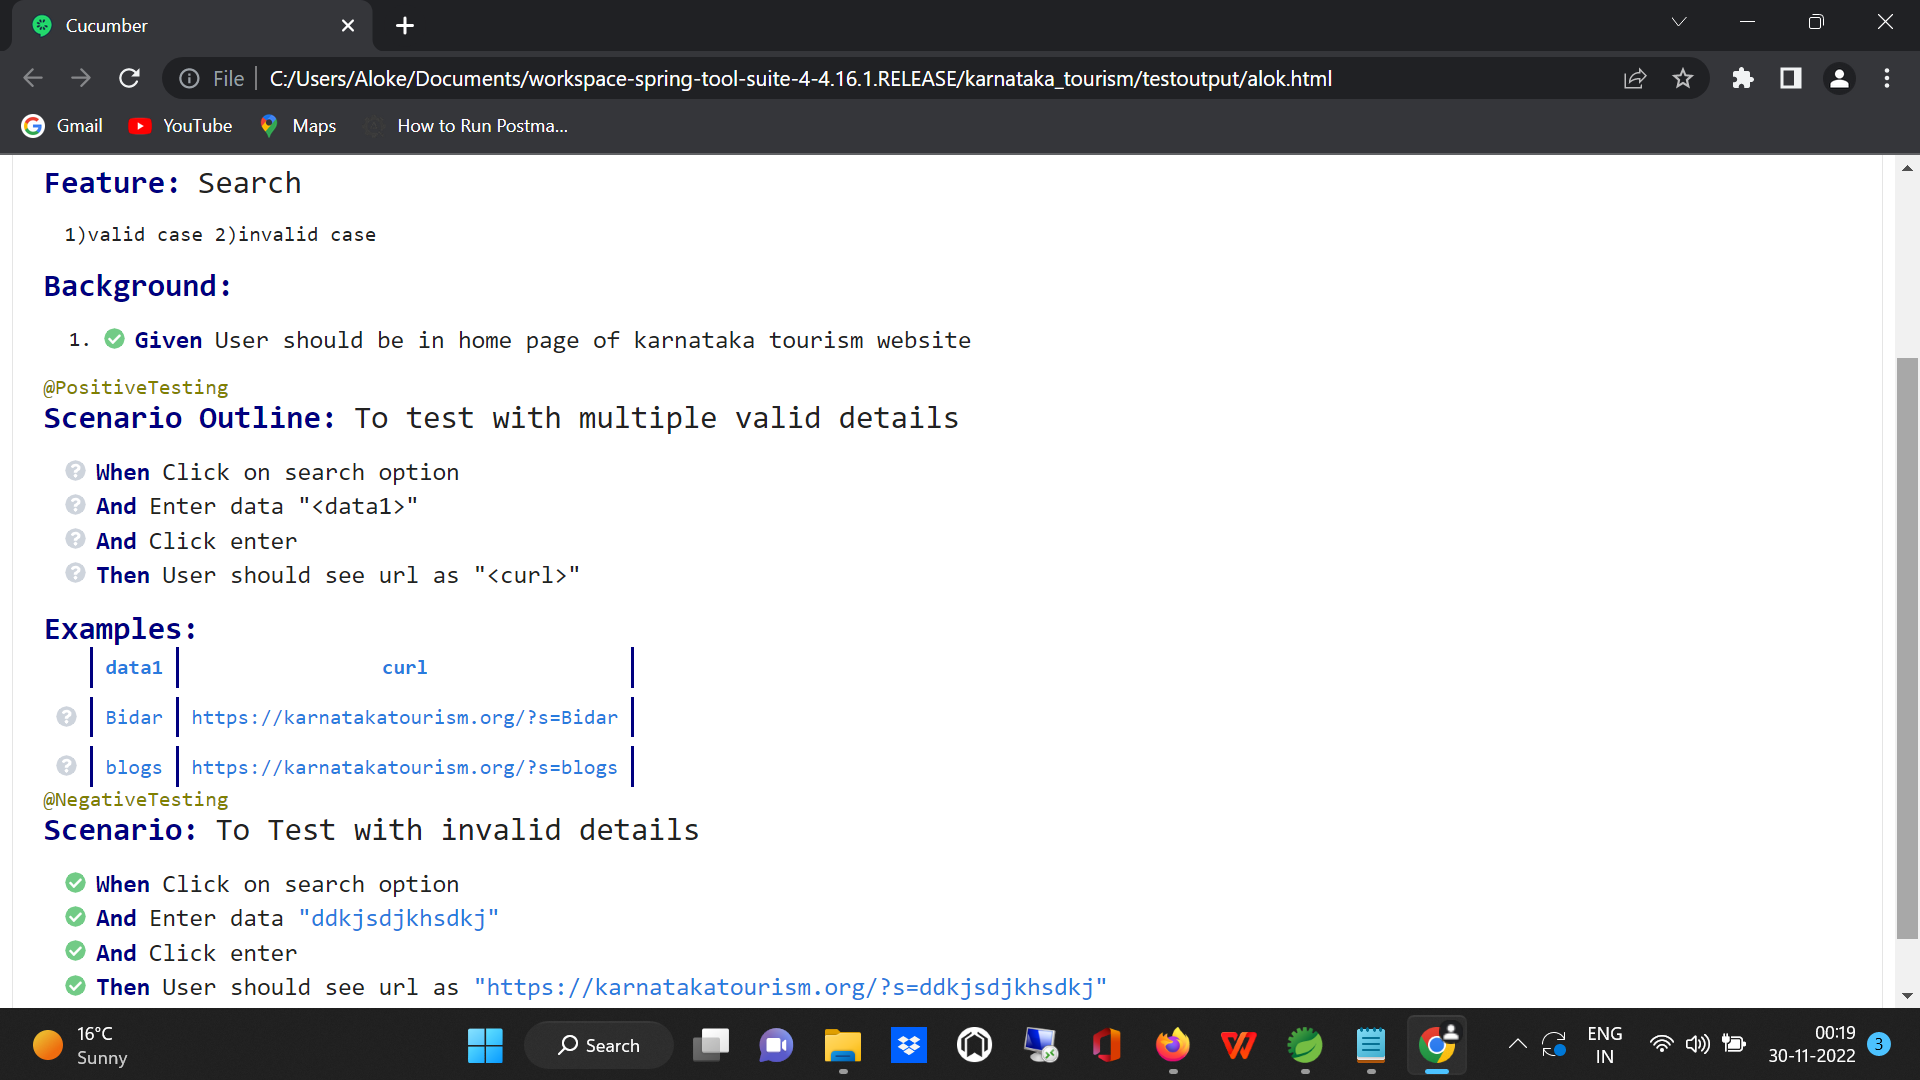 Cucumber
File C:/Users/Aloke/Documents/workspace-spring-tool-suite-4-4.16.1.RELEASE/karnataka_tourism/testoutput/alok.html
Gmail YouTube Maps How to Run Postma...
Feature: Search
1)valid case 2)invalid case
Background:
1. Given User should be in home page of karnataka tourism website
@PositiveTesting
Scenario Outline: To test with multiple valid details
When Click on search option
And Enter data "<data1>"
And Click enter
Then User should see url as "<curl>"
Examples:
data1 curl
Bidar https://karnatakatourism.org/?s=Bidar
blogs https://karnatakatourism.org/?s=blogs
@NegativeTesting
Scenario: To Test with invalid details
When Click on search option
And Enter data "ddkjsdjkhsdkj"
And Click enter
Then User should see url as "https://karnatakatourism.org/?s=ddkjsdjkhsdkj"
16°C
Sunny
Search
ENG
IN
00:19
30-11-2022
3